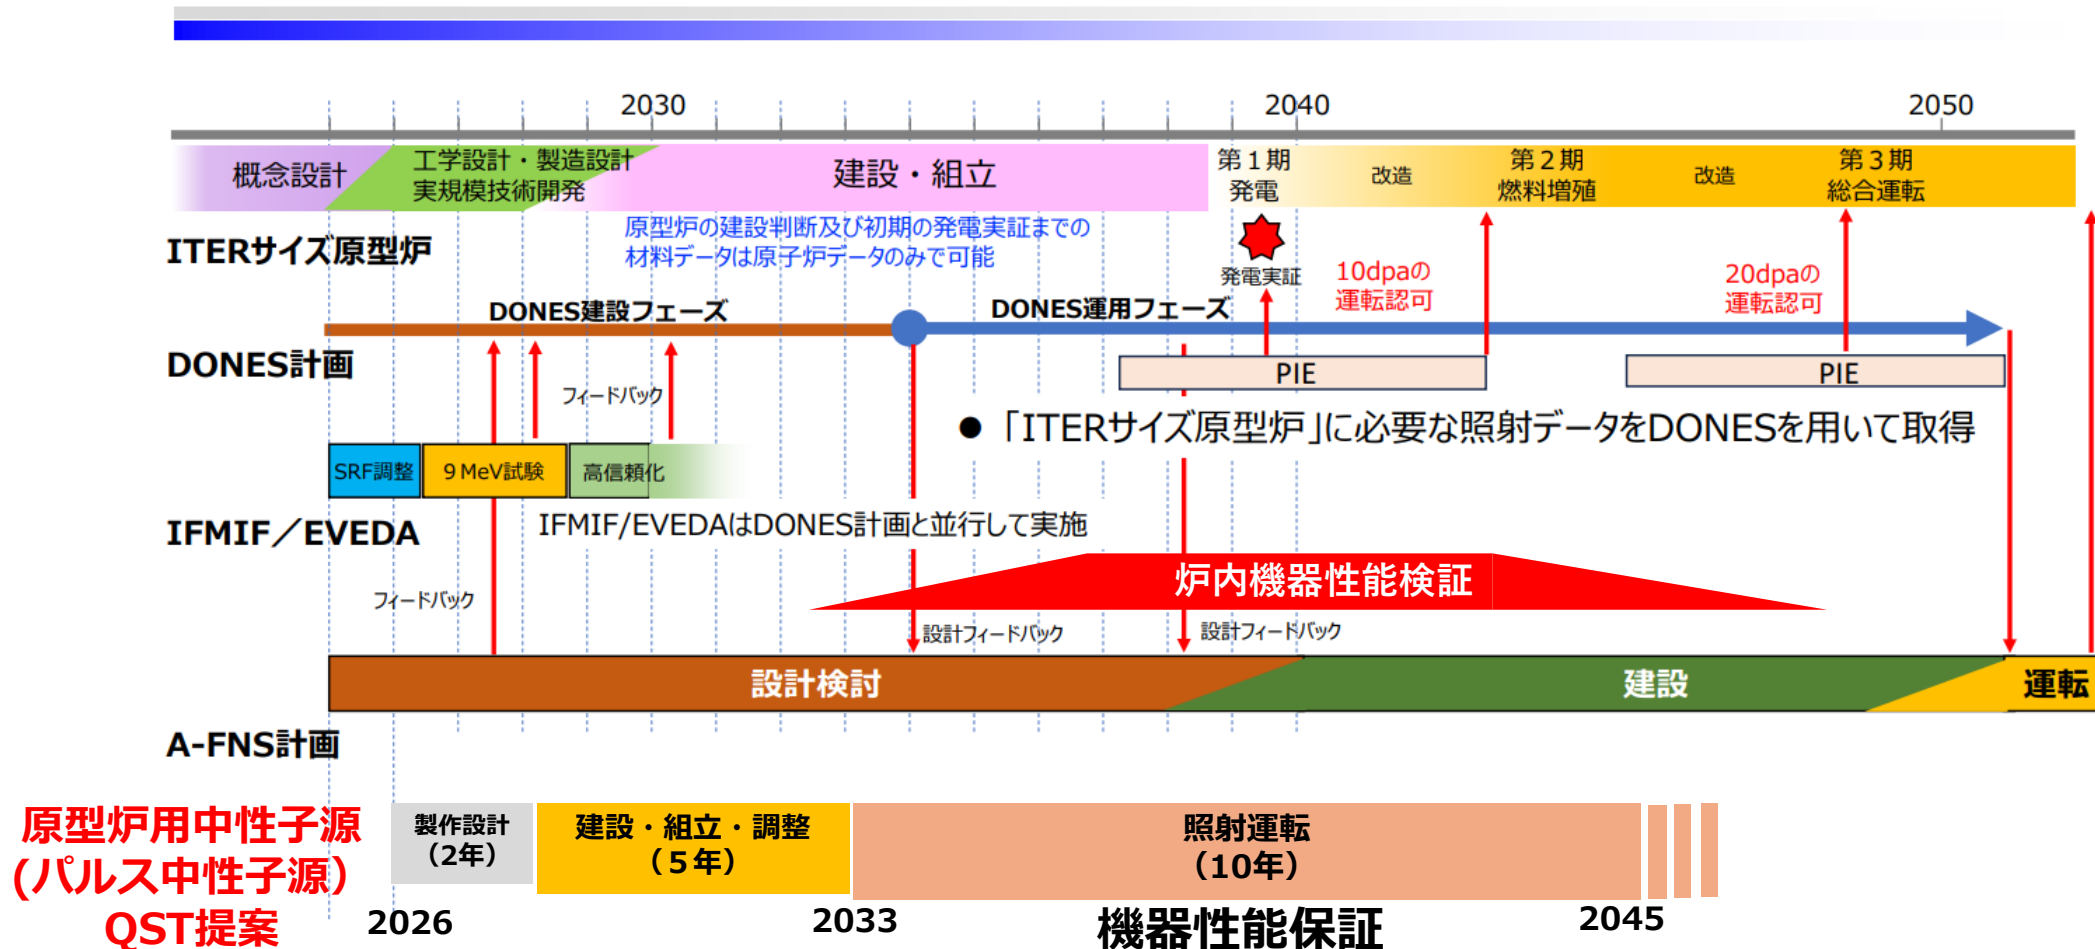 2030
2040
2050
概念設計
工学設計・製造設計
実規模技術開発
建設・組立
第１期
発電
改造
第２期
燃料増殖
改造
第３期
総合運転
ITERサイズ原型炉
原型炉の建設判断及び初期の発電実証までの
材料データは原子炉データのみで可能
発電実証
10dpaの
運転認可
20dpaの
運転認可
DONES建設フェーズ
DONES運用フェーズ
DONES計画
PIE
PIE
フィードバック
●「ITERサイズ原型炉」に必要な照射データをDONESを用いて取得
SRF調整
９MeV試験
高信頼化
IFMIF／EVEDA
IFMIF/EVEDAはDONES計画と並行して実施
炉内機器性能検証
フィードバック
設計フィードバック
設計フィードバック
設計検討
建設
運転
A-FNS計画
原型炉用中性子源
(パルス中性子源）
QST提案
製作設計
（2年）
建設・組立・調整
（５年）
照射運転
（10年）
2026
2033
機器性能保証
2045